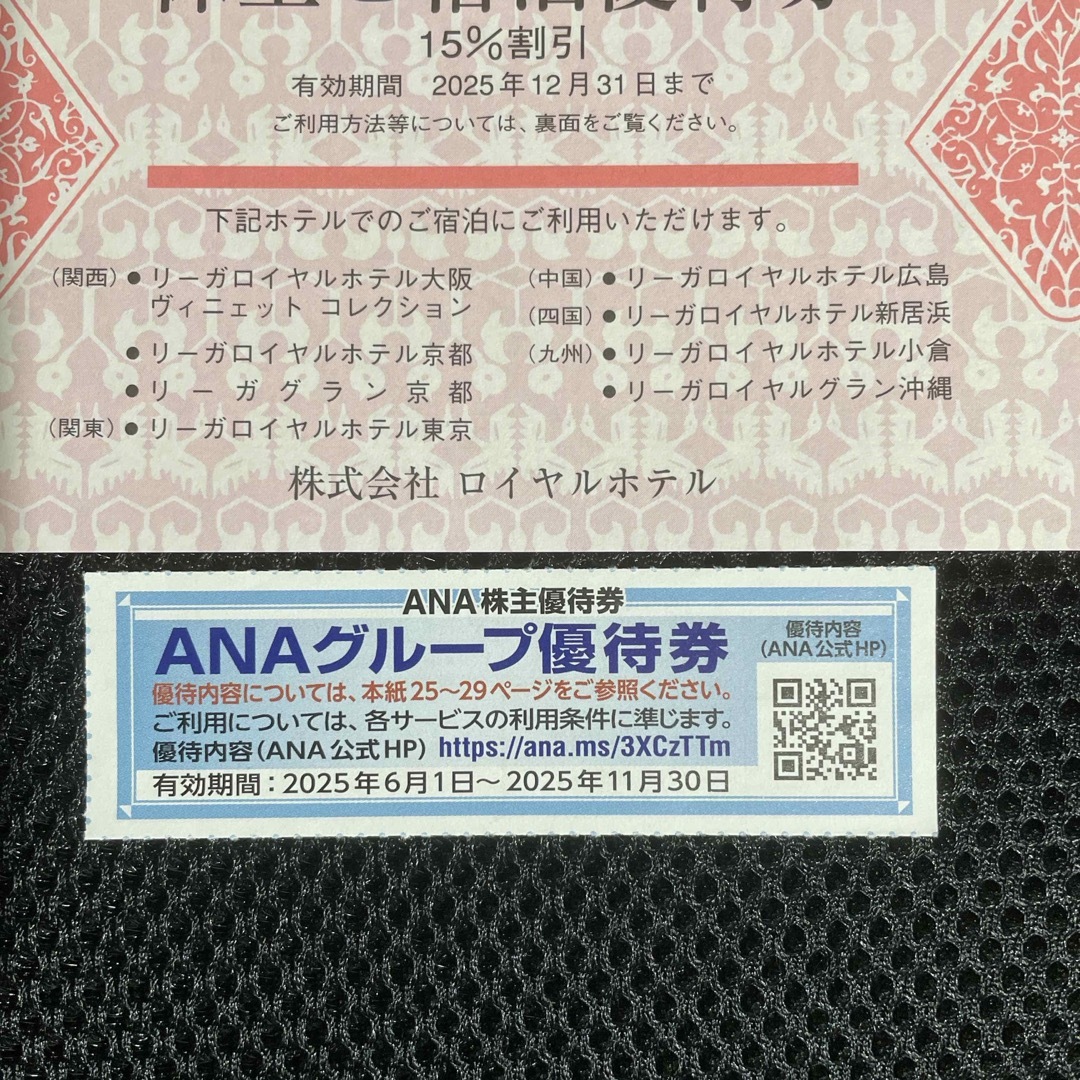 15%割引
有効期間 2025年12月31日まで
ご利用方法等については、裏面をご覧ください。
下記ホテルでのご宿泊にご利用いただけます。
(関西)●リーガロイヤルホテル大阪
ヴィニェット コレクション
●リーガロイヤルホテル京都
●リーガグラン京都
(関東)●リーガロイヤルホテル東京
(中国)●リーガロイヤルホテル広島
(四国)●リーガロイヤルホテル新居浜
(九州)●リーガロイヤルホテル小倉
●リーガロイヤルグラン沖縄
株式会社 ロイヤルホテル
ANA株主優待券
ANAグループ優待券
優待内容については、本紙25〜29ページをご参照ください。
ご利用については、各サービスの利用条件に準じます。
優待内容(ANA公式HP) https://ana.ms/3XCzTTm
有効期間:2025年6月1日〜2025年11月30日
優待内容
(ANA公式HP)